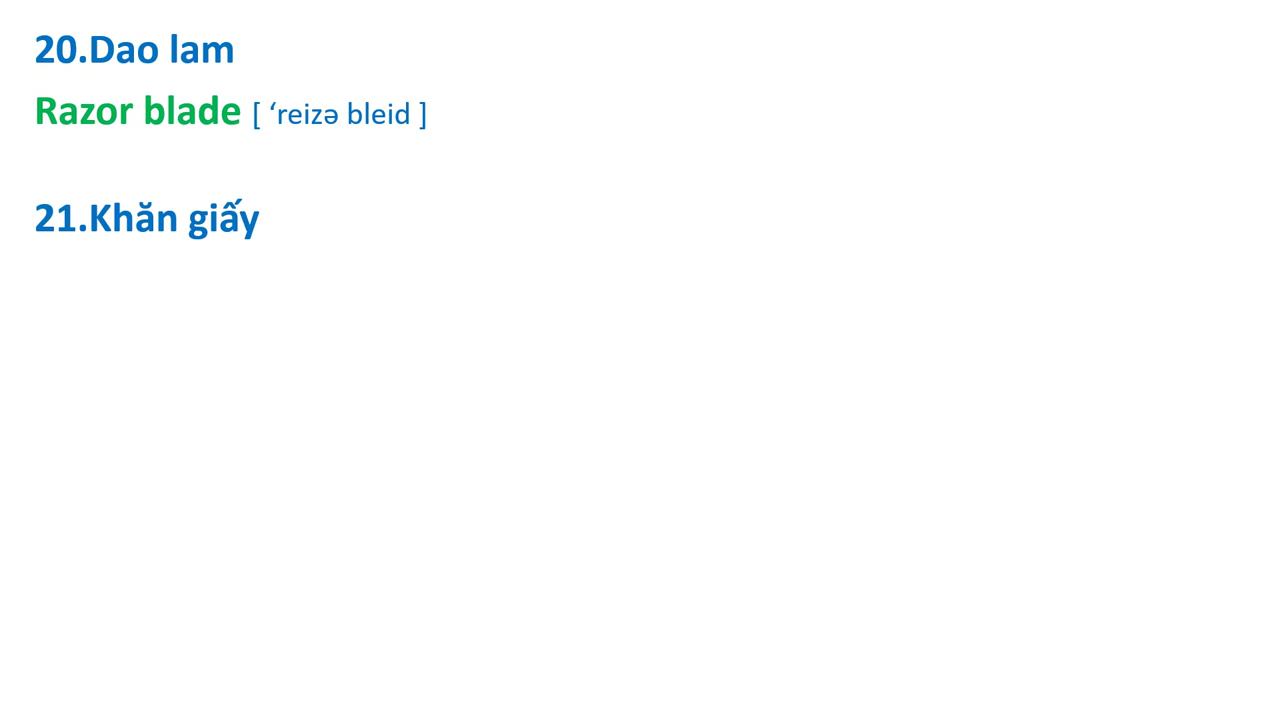 20.Dao lam
Razor blade [ ‘reizə bleid ]
21.Khăn giấy